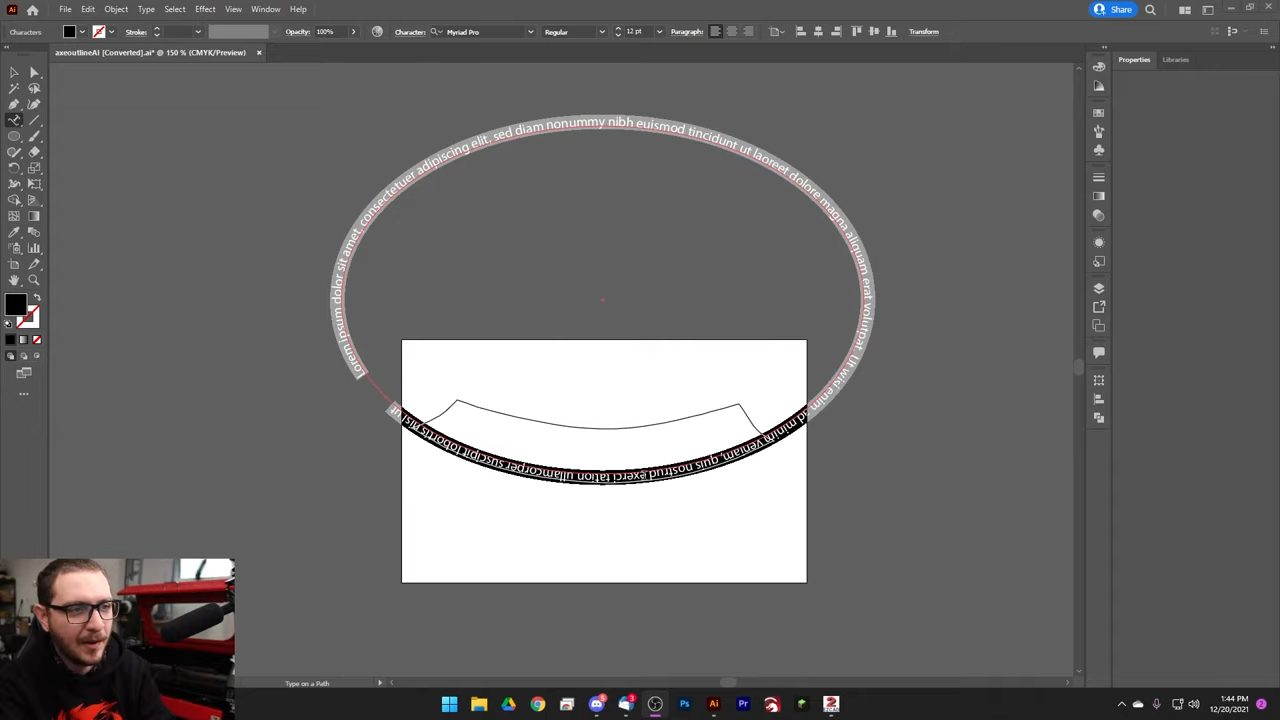 File Edit Object Type Select Effect View Window Help
Share
Characters
Stroke:
Opacity: 100%
Character: Myriad Pro
Regular
12 pt
Paragraph:
Transform
axeoutlineAI [Converted].ai* @ 150 % (CMYK/Preview)
Properties Libraries
Lorem ipsum dolor sit amet, consectetuer adipiscing elit, sed diam nonummy nibh euismod tincidunt ut laoreet dolore magna aliquam erat volutpat. Ut wisi enim ad minim veniam, quis nostrud exerci tation ullamcorper suscipit lobortis nisl ut
Type on a Path
1:44 PM
12/20/2021